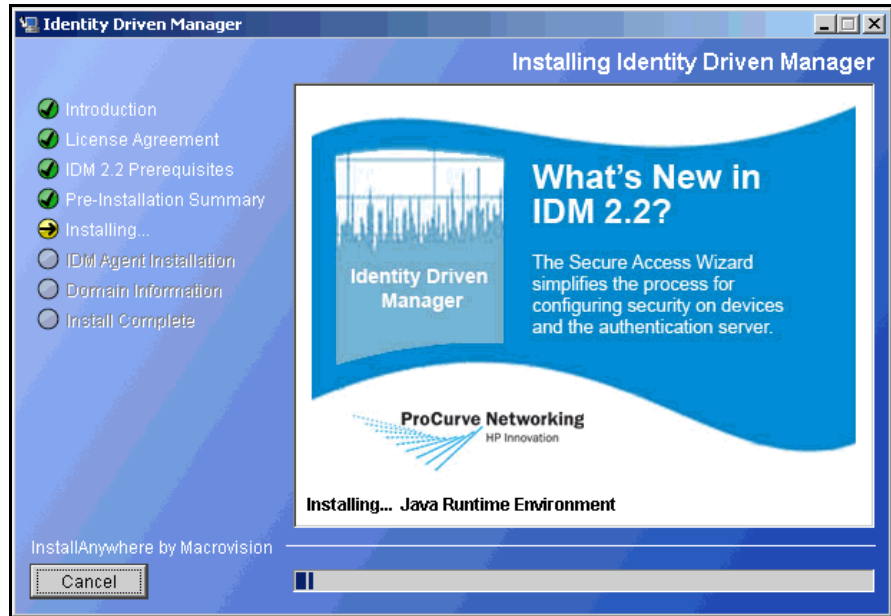 Identity Driven Manager
Installing Identity Driven Manager
Introduction
License Agreement
IDM 2.2 Prerequisites
Pre-Installation Summary
Installing...
IDM Agent Installation
Domain Information
Install Complete
Identity Driven
Manager
What's New in
IDM 2.2?
The Secure Access Wizard
simplifies the process for
configuring security on devices
and the authentication server.
ProCurve Networking
HP Innovation
Installing... Java Runtime Environment
InstallAnywhere by Macrovision
Cancel